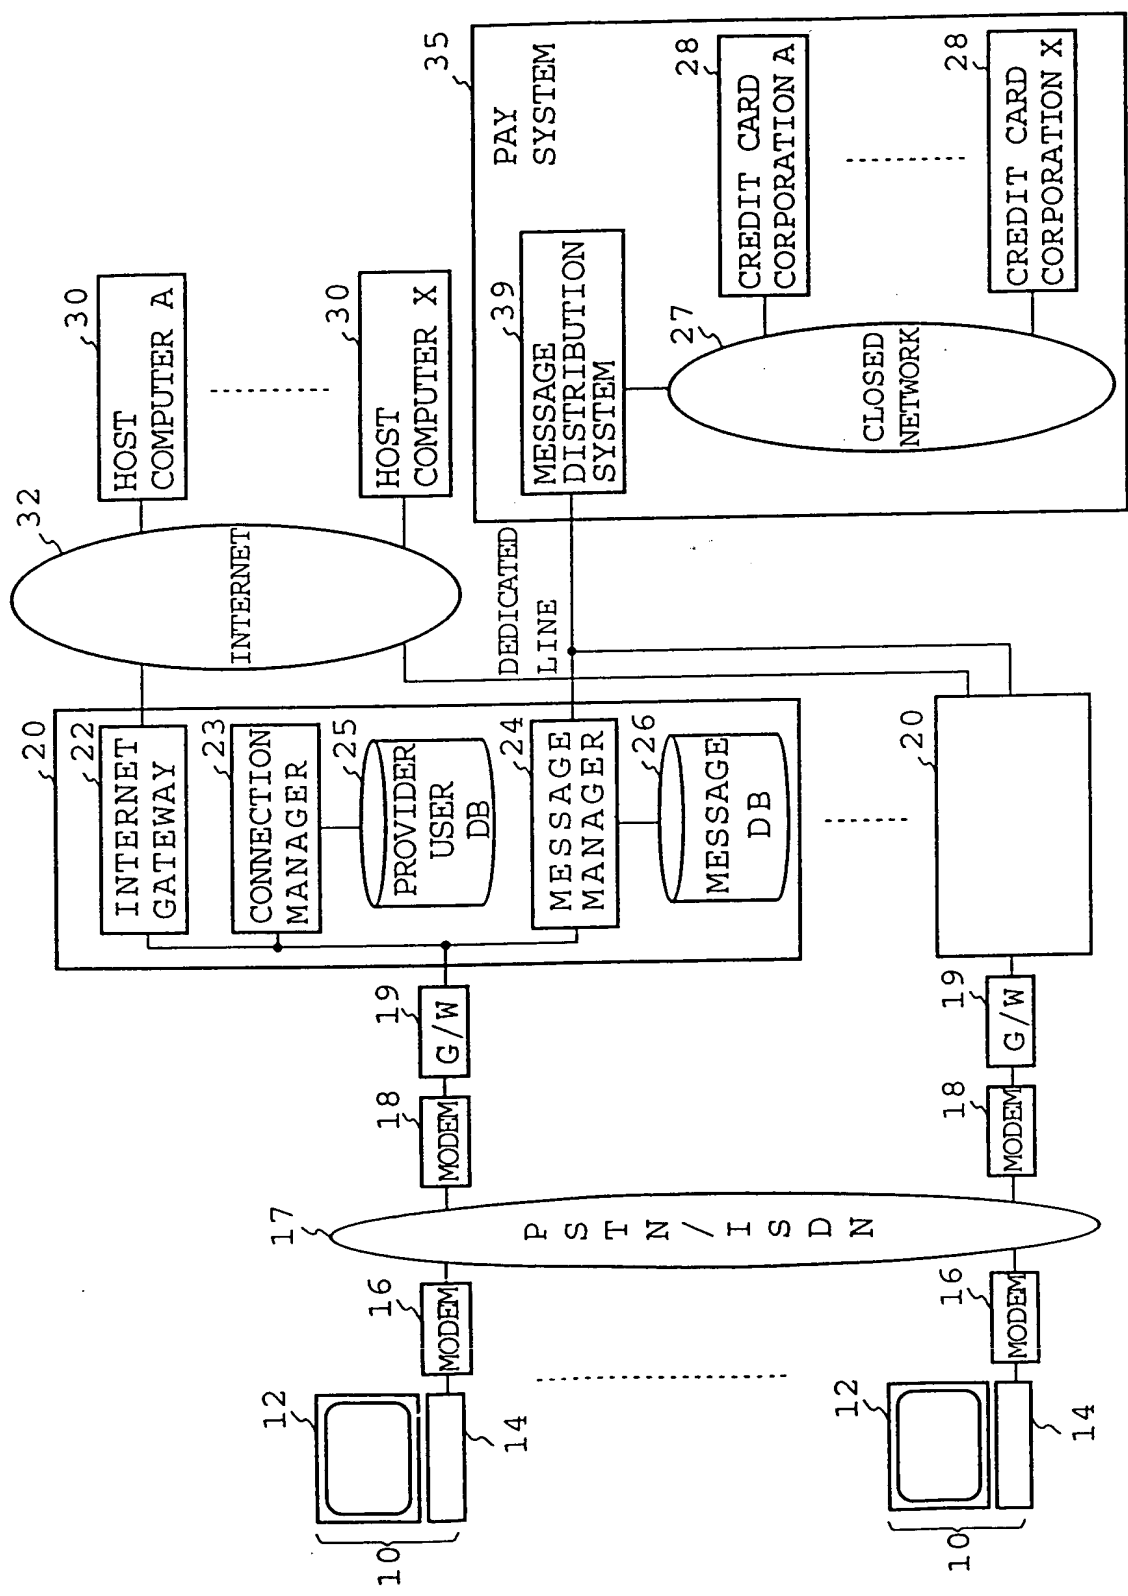 35
PAY
SYSTEM
28
CREDIT CARD
CORPORATION A
28
CREDIT CARD
CORPORATION X
39
MESSAGE
DISTRIBUTION
SYSTEM
27
CLOSED
NETWORK
30
HOST
COMPUTER A
30
HOST
COMPUTER X
32
INTERNET
DEDICATED
LINE
20
22
INTERNET
GATEWAY
23
CONNECTION
MANAGER
25
PROVIDER
USER
DB
24
MESSAGE
MANAGER
26
MESSAGE
DB
20
19
G/W
19
G/W
18
MODEM
18
MODEM
17
PSTN/ISDN
16
MODEM
16
MODEM
12
14
10
12
14
10